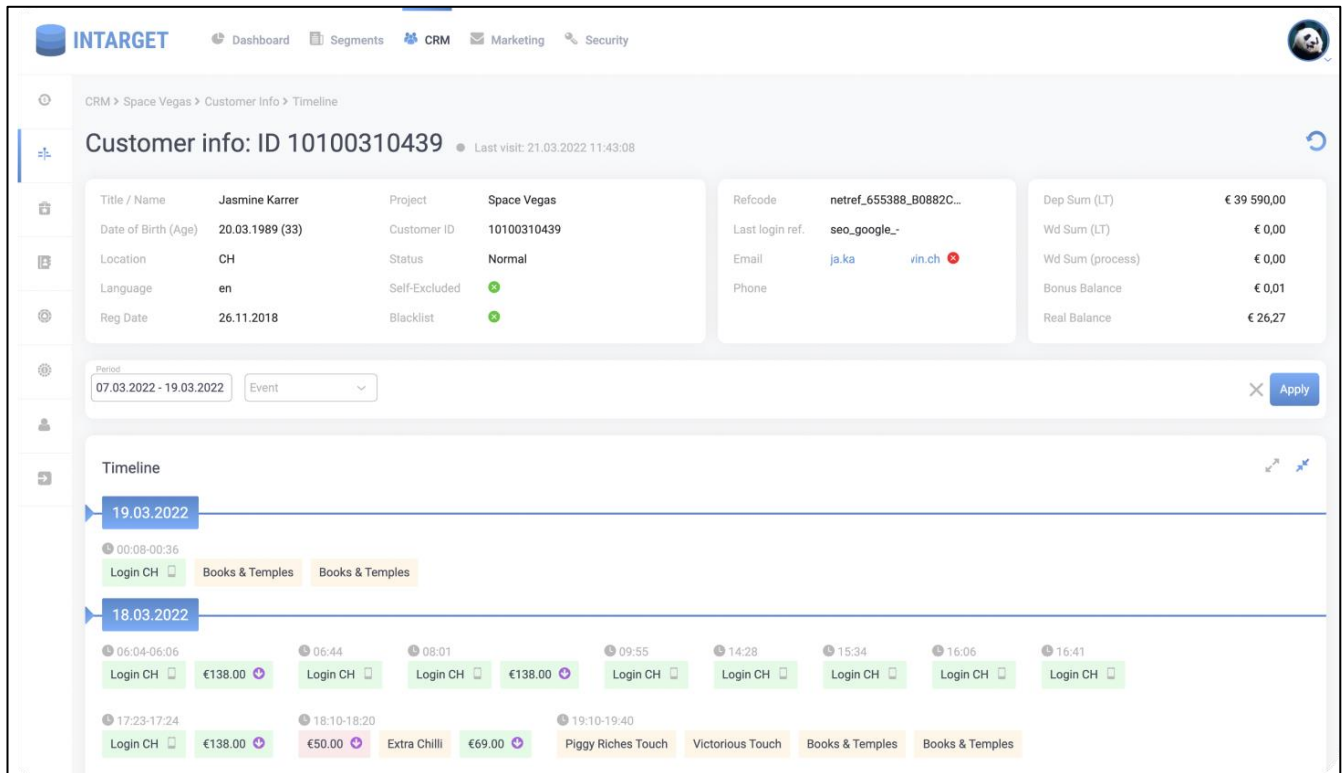 INTARGET Dashboard Segments CRM Marketing Security
CRM > Space Vegas > Customer Info > Timeline
Customer info: ID 10100310439 Last visit: 21.03.2022 11:43:08
Title / Name Jasmine Karrer Project Space Vegas Refcode netref_655388_B0882C... Dep Sum (LT) € 39 590,00
Date of Birth (Age) 20.03.1989 (33) Customer ID 10100310439 Last login ref. seo_google_- Wd Sum (LT) € 0,00
Location CH Status Normal Email ja.ka vin.ch Wd Sum (process) € 0,00
Language en Self-Excluded Phone Bonus Balance € 0,01
Reg Date 26.11.2018 Blacklist Real Balance € 26,27
Period
07.03.2022 - 19.03.2022 Event Apply
Timeline
19.03.2022
00:08-00:36
Login CH Books & Temples Books & Temples
18.03.2022
06:04-06:06 06:44 08:01 09:55 14:28 15:34 16:06 16:41
Login CH €138.00 Login CH Login CH €138.00 Login CH Login CH Login CH Login CH Login CH
17:23-17:24 18:10-18:20 19:10-19:40
Login CH €138.00 €50.00 Extra Chilli €69.00 Piggy Riches Touch Victorious Touch Books & Temples Books & Temples